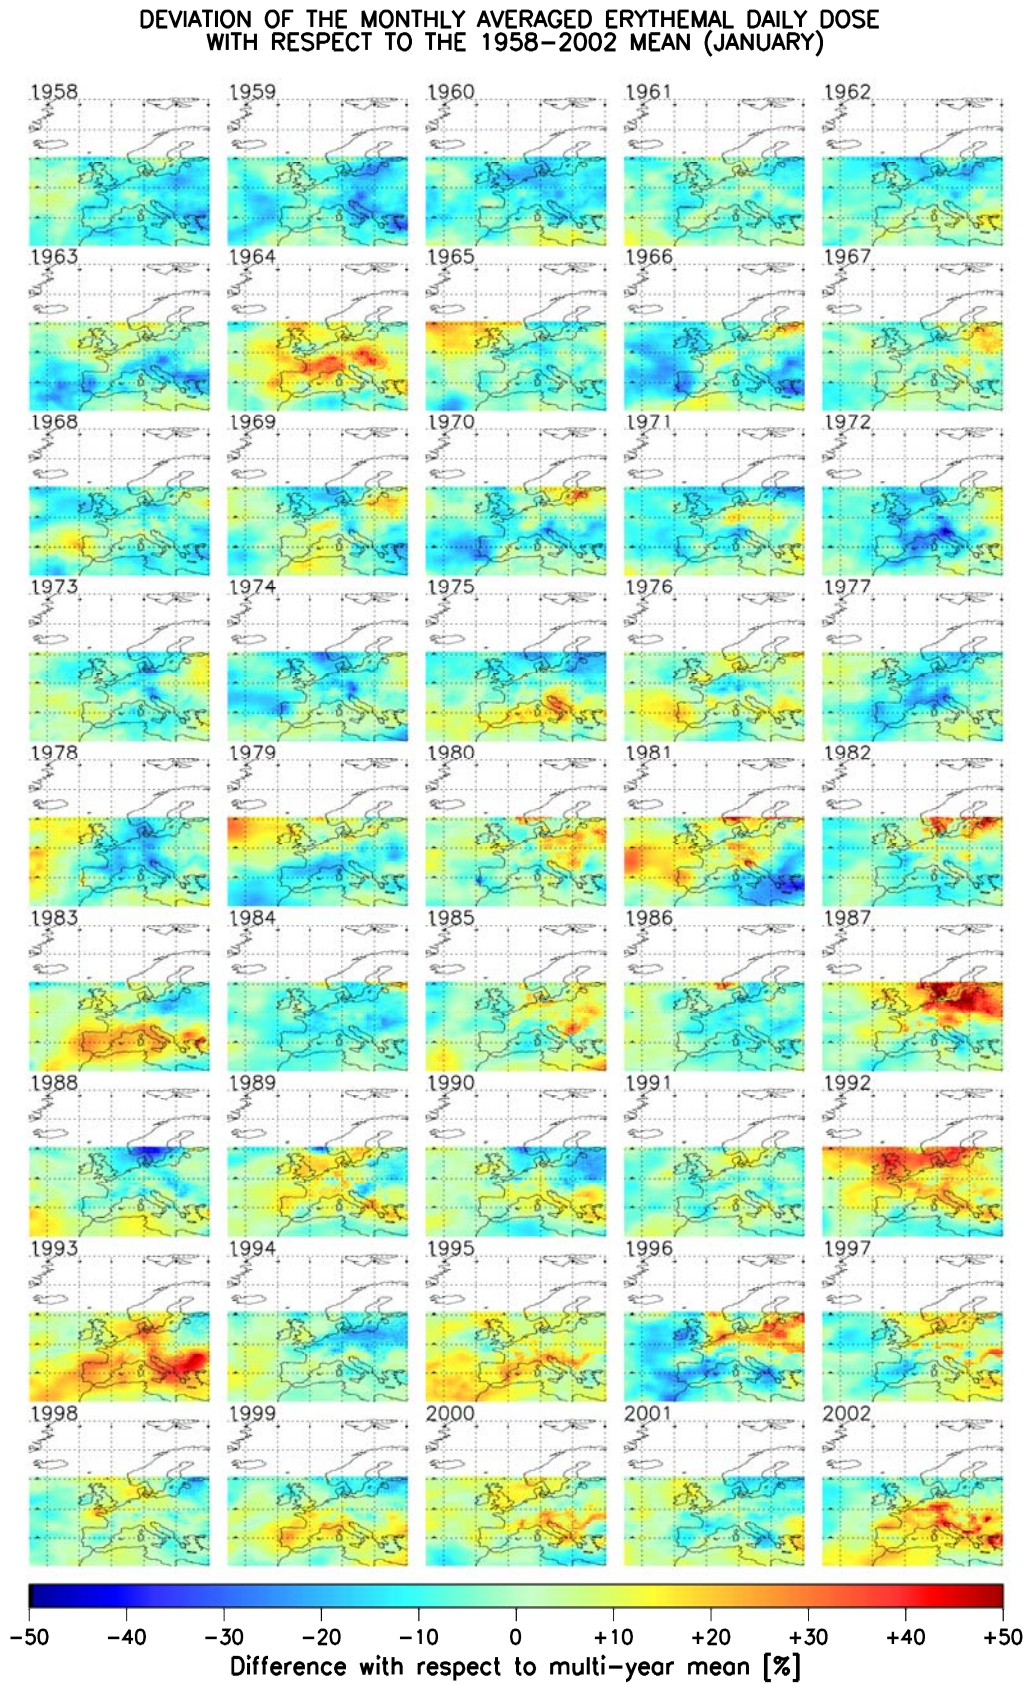 DEVIATION OF THE MONTHLY AVERAGED ERYTHEMAL DAILY DOSE
WITH RESPECT TO THE 1958-2002 MEAN (JANUARY)
1958 1959 1960 1961 1962
1963 1964 1965 1966 1967
1968 1969 1970 1971 1972
1973 1974 1975 1976 1977
1978 1979 1980 1981 1982
1983 1984 1985 1986 1987
1988 1989 1990 1991 1992
1993 1994 1995 1996 1997
1998 1999 2000 2001 2002
-50 -40 -30 -20 -10 0 +10 +20 +30 +40 +50
Difference with respect to multi-year mean [%]